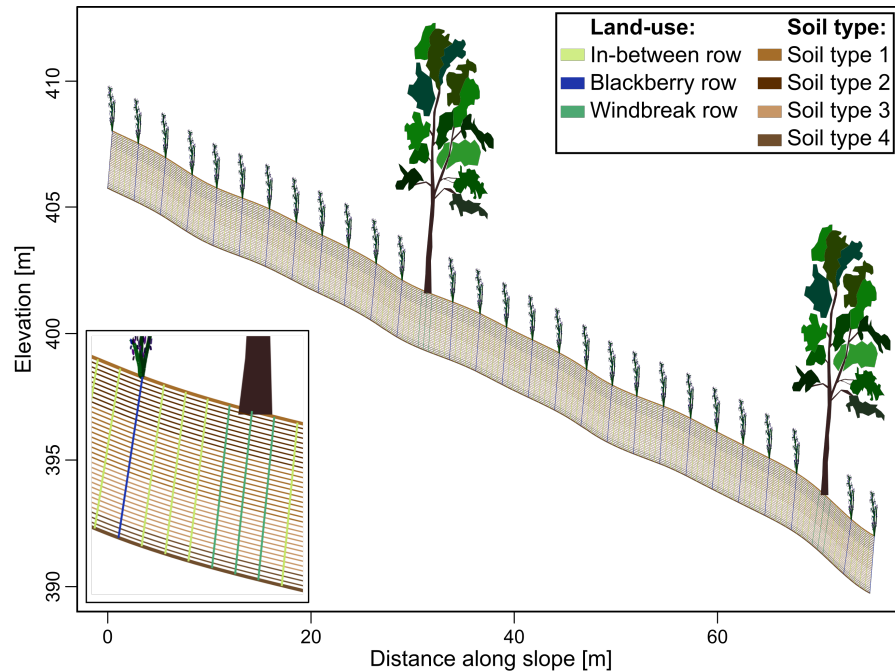 Land-use: Soil type:
In-between row Soil type 1
Blackberry row Soil type 2
Windbreak row Soil type 3
Soil type 4
Elevation [m]
410
405
400
395
390
0 20 40 60
Distance along slope [m]